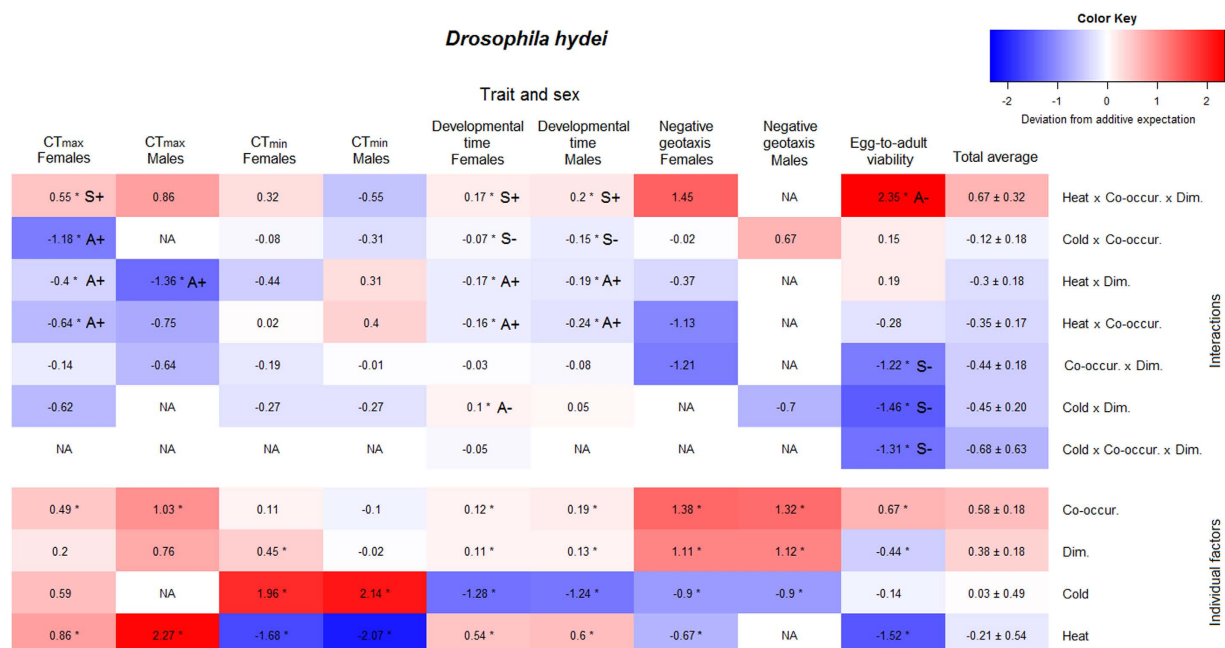 Drosophila hydei
Color Key
-2 -1 0 1 2
Deviation from additive expectation
Trait and sex
CTmax Females
CTmax Males
CTmin Females
CTmin Males
Developmental time Females
Developmental time Males
Negative geotaxis Females
Negative geotaxis Males
Egg-to-adult viability
Total average
0.55 * S+ 0.86 0.32 -0.55 0.17 * S+ 0.2 * S+ 1.45 NA 2.35 * A- 0.67 ± 0.32 Heat x Co-occur. x Dim.
-1.18 * A+ NA -0.08 -0.31 -0.07 * S- -0.15 * S- -0.02 0.67 0.15 -0.12 ± 0.18 Cold x Co-occur.
-0.4 * A+ -1.36 * A+ -0.44 0.31 -0.17 * A+ -0.19 * A+ -0.37 NA 0.19 -0.3 ± 0.18 Heat x Dim.
-0.64 * A+ -0.75 0.02 0.4 -0.16 * A+ -0.24 * A+ -1.13 NA -0.28 -0.35 ± 0.17 Heat x Co-occur.
-0.14 -0.64 -0.19 -0.01 -0.03 -0.08 -1.21 NA -1.22 * S- -0.44 ± 0.18 Co-occur. x Dim.
-0.62 NA -0.27 -0.27 0.1 * A- 0.05 NA -0.7 -1.46 * S- -0.45 ± 0.20 Cold x Dim.
NA NA NA NA -0.05 NA NA NA -1.31 * S- -0.68 ± 0.63 Cold x Co-occur. x Dim.
Interactions
0.49 * 1.03 * 0.11 -0.1 0.12 * 0.19 * 1.38 * 1.32 * 0.67 * 0.58 ± 0.18 Co-occur.
0.2 0.76 0.45 * -0.02 0.11 * 0.13 * 1.11 * 1.12 * -0.44 * 0.38 ± 0.18 Dim.
0.59 NA 1.96 * 2.14 * -1.28 * -1.24 * -0.9 * -0.9 * -0.14 0.03 ± 0.49 Cold
0.86 * 2.27 * -1.68 * -2.07 * 0.54 * 0.6 * -0.67 * NA -1.52 * -0.21 ± 0.54 Heat
Individual factors